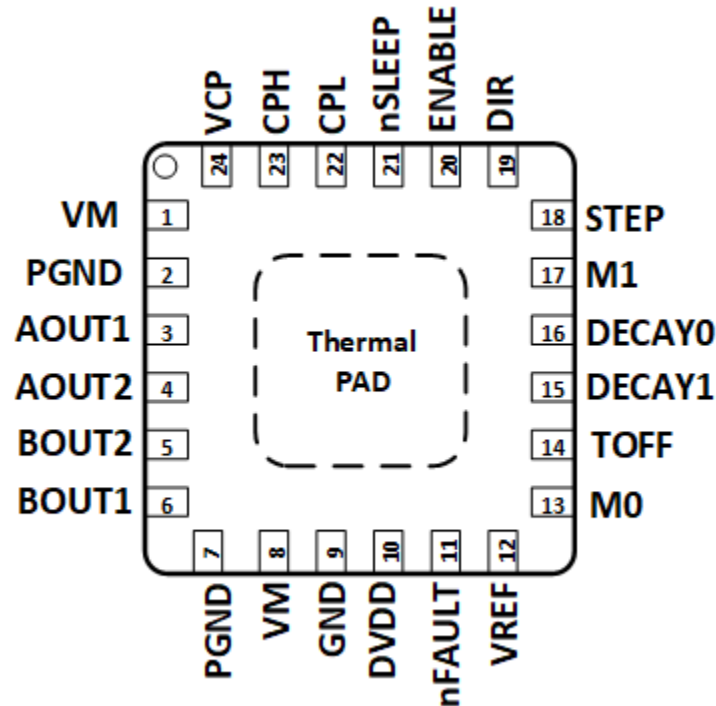 VCP
CPH
CPL
nSLEEP
ENABLE
DIR
24
23
22
21
20
19
VM 1
18 STEP
PGND 2
17 M1
AOUT1 3
Thermal
16 DECAY0
AOUT2 4
PAD
15 DECAY1
BOUT2 5
14 TOFF
BOUT1 6
13 M0
7
8
9
10
11
12
PGND
VM
GND
DVDD
nFAULT
VREF